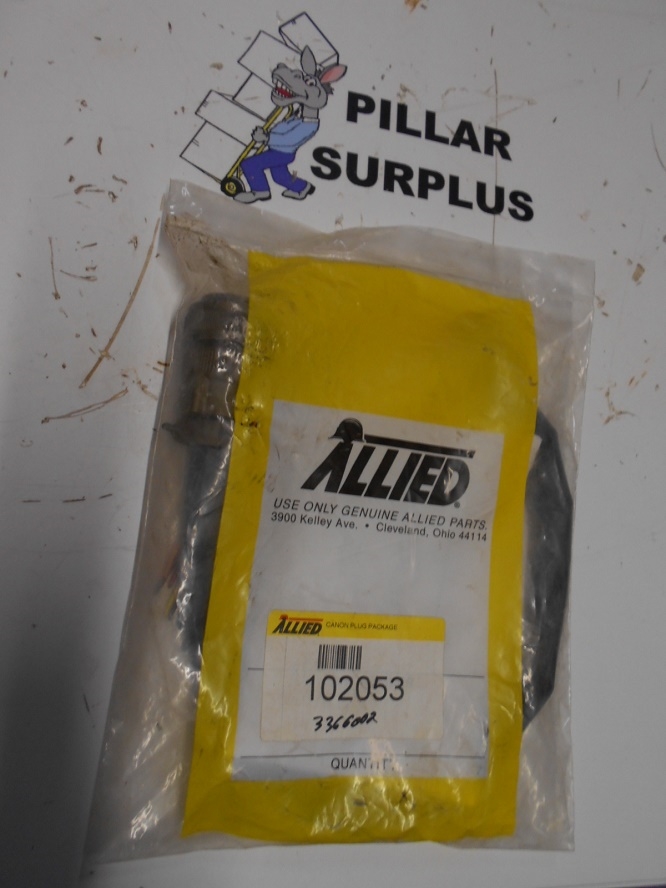 PILLAR
SURPLUS
ALLIED
USE ONLY GENUINE ALLIED PARTS.
3900 Kelley Ave. • Cleveland, Ohio 44114
ALLIED CANON PLUG PACKAGE
102053
3366002
QUANTITY